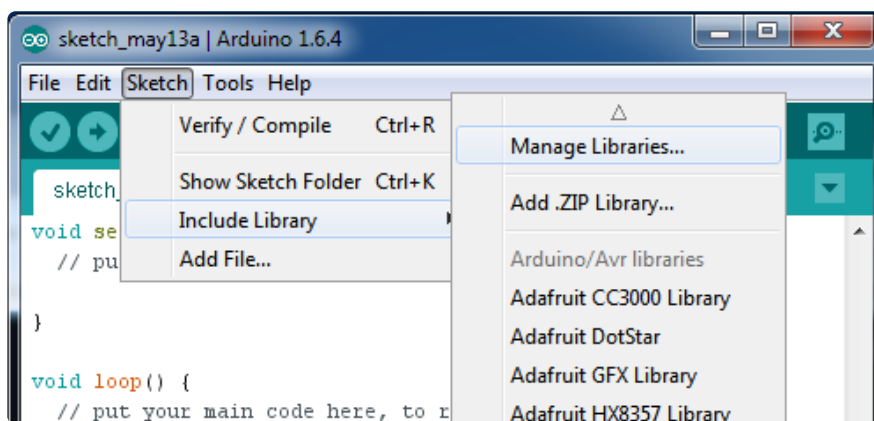 sketch_may13a | Arduino 1.6.4
File Edit Sketch Tools Help
Verify / Compile Ctrl+R
Show Sketch Folder Ctrl+K
Include Library
Add File...
Manage Libraries...
Add .ZIP Library...
Arduino/Avr libraries
Adafruit CC3000 Library
Adafruit DotStar
Adafruit GFX Library
Adafruit HX8357 Library
sketch_
void se
// pu
}
void loop() {
// put your main code here, to r